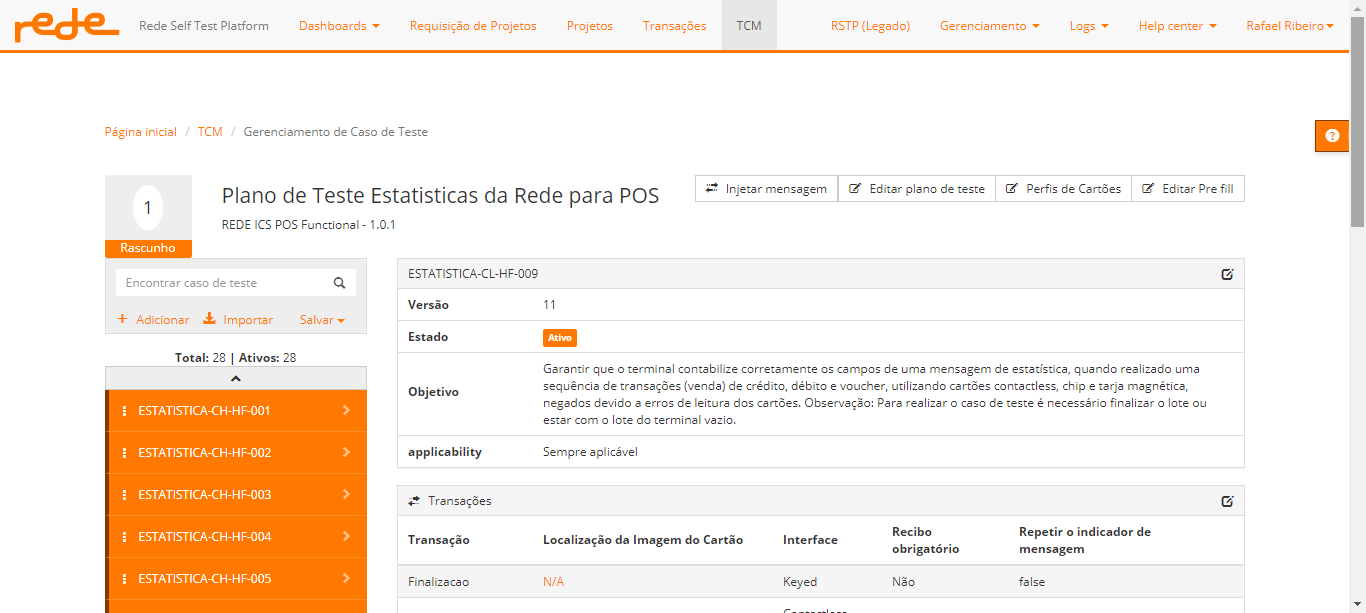 rede Rede Self Test Platform Dashboards Requisição de Projetos Projetos Transações TCM RSTP (Legado) Gerenciamento Logs Help center Rafael Ribeiro
Página inicial / TCM / Gerenciamento de Caso de Teste
1
Rascunho
Plano de Teste Estatisticas da Rede para POS
REDE ICS POS Functional - 1.0.1
Injetar mensagem Editar plano de teste Perfis de Cartões Editar Pre fill
Encontrar caso de teste
+ Adicionar Importar Salvar
Total: 28 | Ativos: 28
ESTATISTICA-CH-HF-001
ESTATISTICA-CH-HF-002
ESTATISTICA-CH-HF-003
ESTATISTICA-CH-HF-004
ESTATISTICA-CH-HF-005
ESTATISTICA-CL-HF-009
Versão 11
Estado Ativo
Objetivo
Garantir que o terminal contabilize corretamente os campos de uma mensagem de estatística, quando realizado uma
sequência de transações (venda) de crédito, débito e voucher, utilizando cartões contactless, chip e tarja magnética,
negados devido a erros de leitura dos cartões. Observação: Para realizar o caso de teste é necessário finalizar o lote ou
estar com o lote do terminal vazio.
applicability Sempre aplicável
Transações
Transação Localização da Imagem do Cartão Interface Recibo obrigatório Repetir o indicador de mensagem
Finalizacao N/A Keyed Não false
Contactless